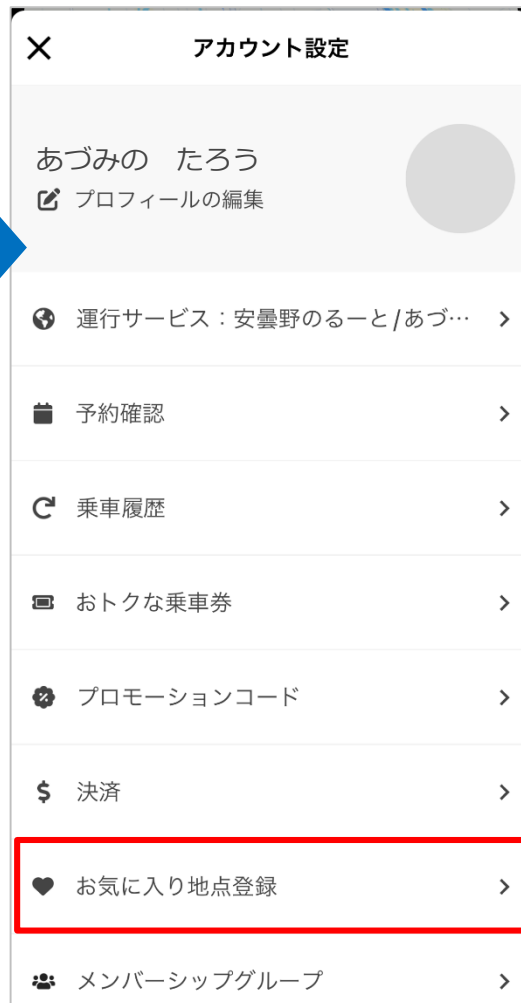 アカウント設定
あづみの　たろう
プロフィールの編集
運行サービス：安曇野のるーと/あづ…
予約確認
乗車履歴
おトクな乗車券
プロモーションコード
決済
お気に入り地点登録
メンバーシップグループ